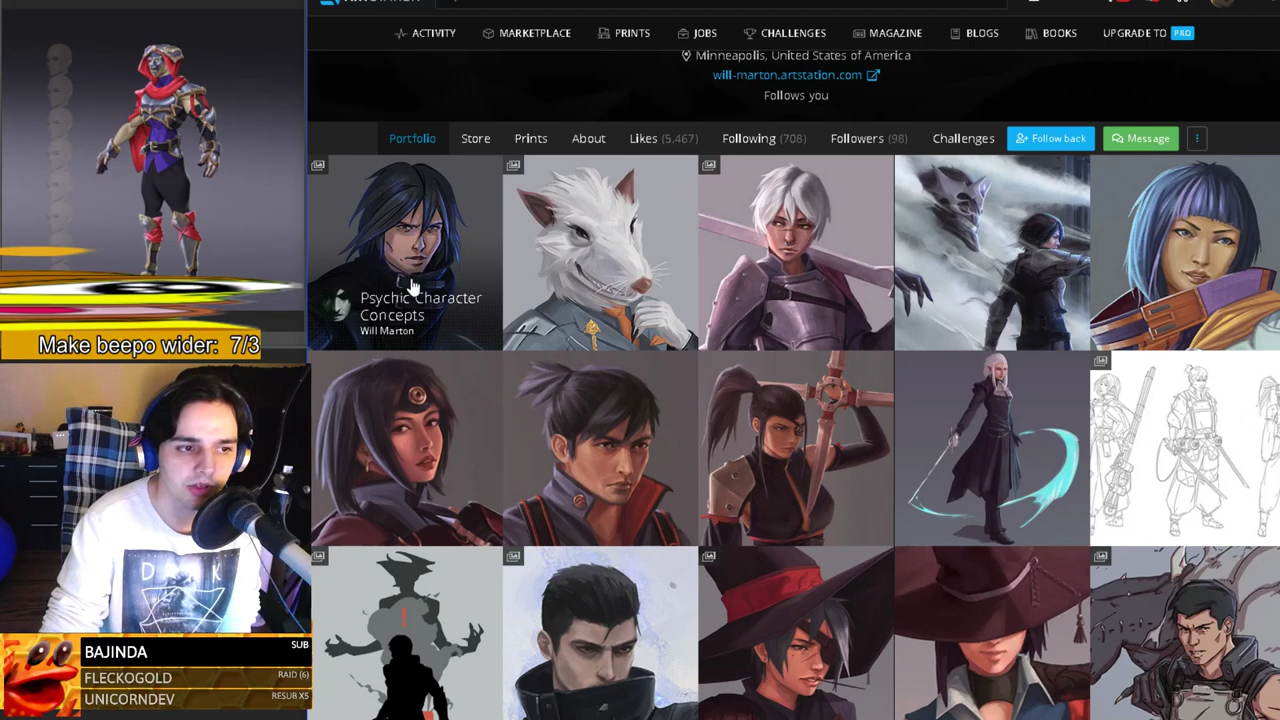 ACTIVITY
MARKETPLACE
PRINTS
JOBS
CHALLENGES
MAGAZINE
BLOGS
BOOKS
UPGRADE TO PRO
Minneapolis, United States of America
will-marton.artstation.com
Follows you
Portfolio
Store
Prints
About
Likes (5,467)
Following (708)
Followers (98)
Challenges
Follow back
Message
Psychic Character
Concepts
Will Marton
Make beepo wider: 7/3
DARK
BAJINDA SUB
FLECKOGOLD RAID (6)
UNICORNDEV RESUB X5